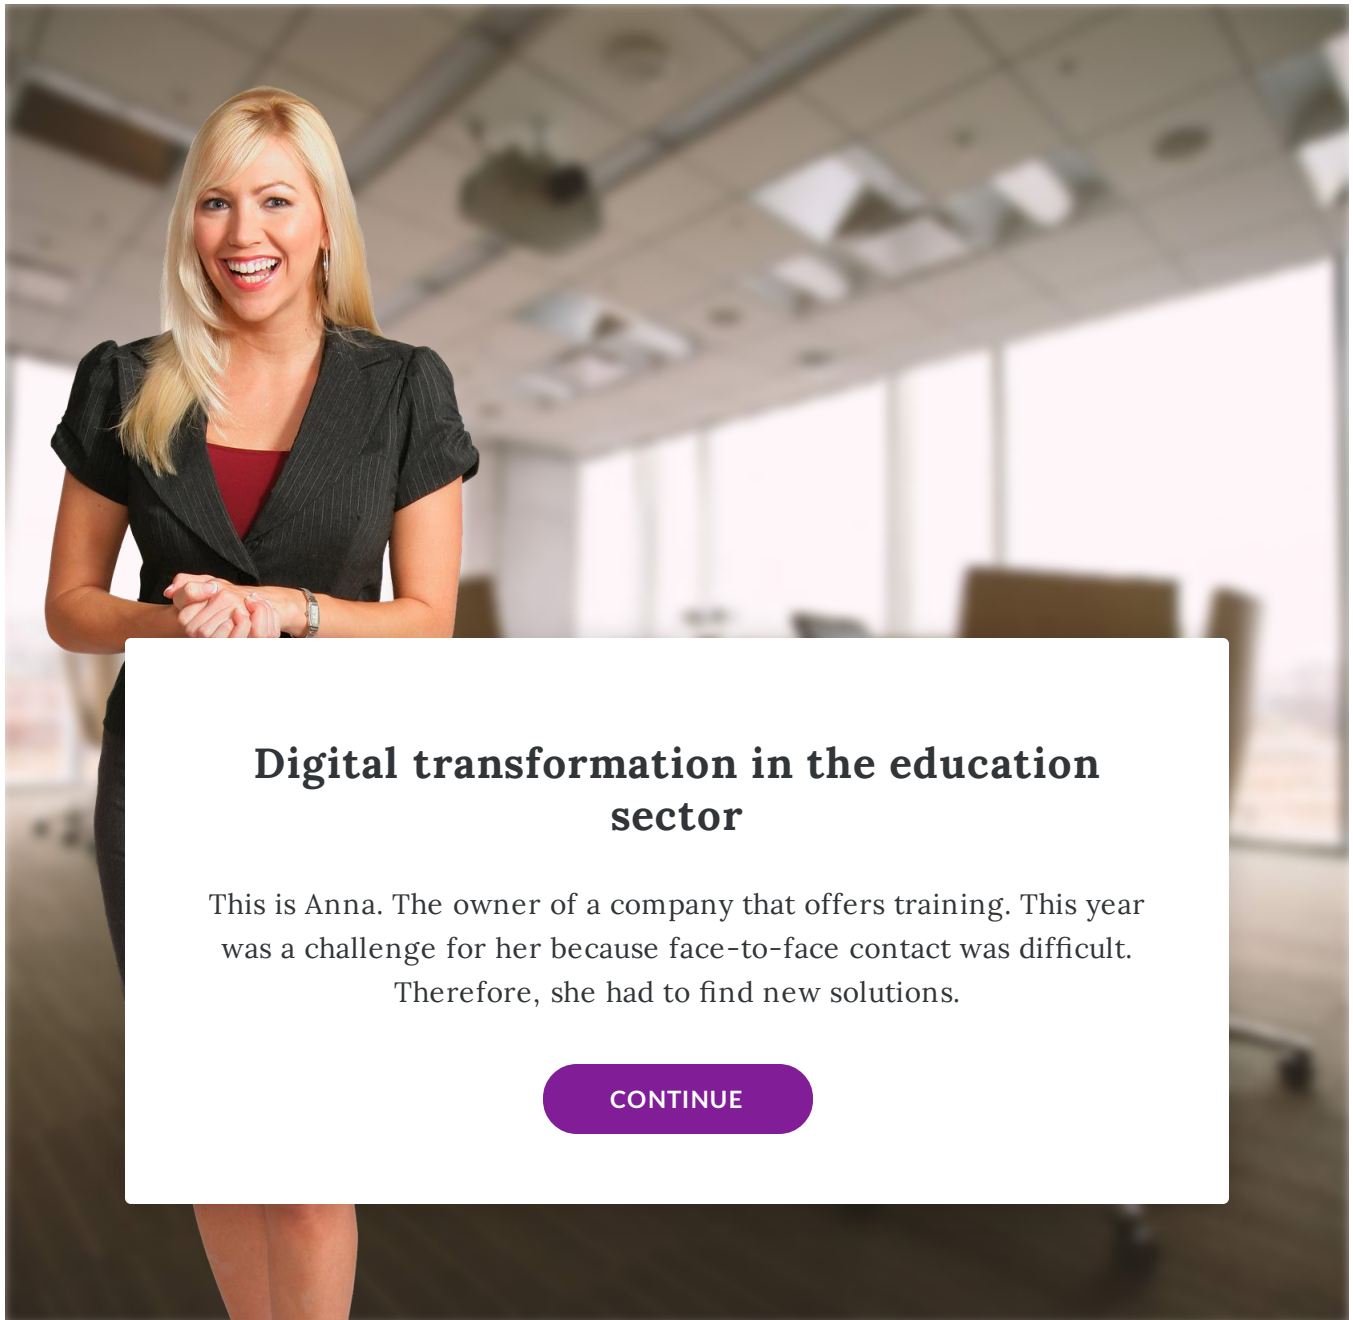 Digital transformation in the education
sector
This is Anna. The owner of a company that offers training. This year
was a challenge for her because face-to-face contact was difficult.
Therefore, she had to find new solutions.
CONTINUE